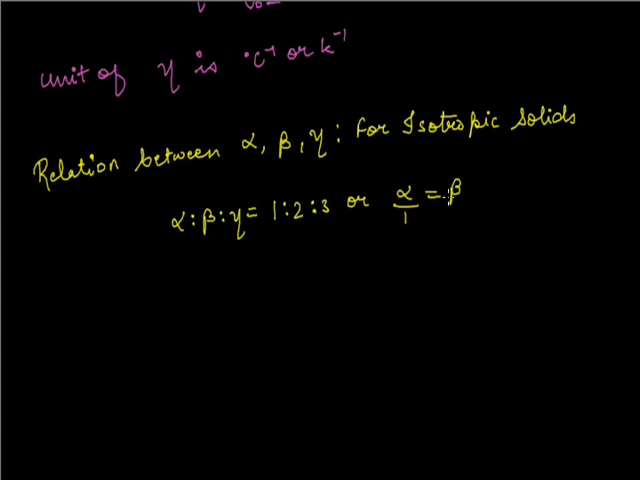 unit of γ is °C⁻¹ or k⁻¹
Relation between α, β, γ : For Isotropic Solids
α : β : γ = 1 : 2 : 3 or α/1 = β